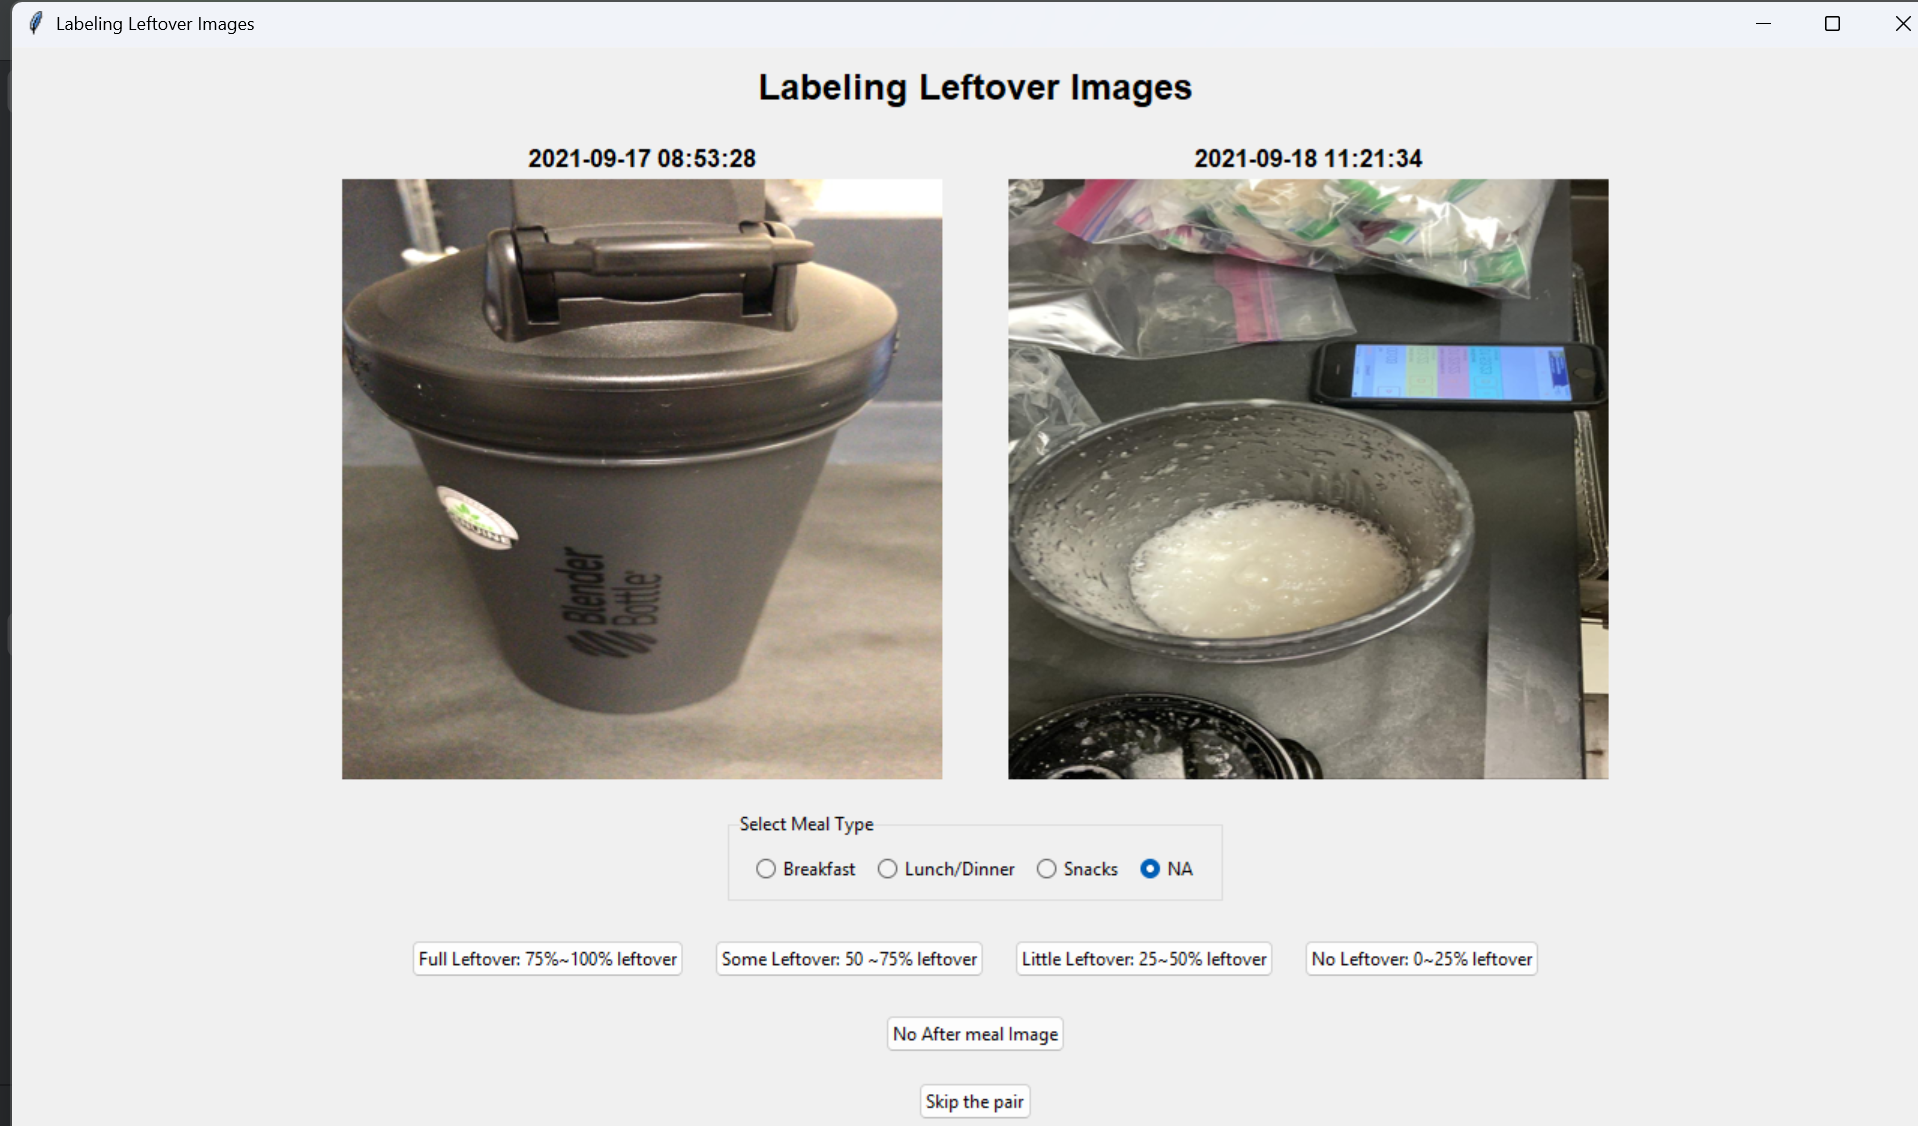 Labeling Leftover Images
Labeling Leftover Images
2021-09-17 08:53:28
2021-09-18 11:21:34
Blender
Bottle
Select Meal Type
Breakfast
Lunch/Dinner
Snacks
NA
Full Leftover: 75%~100% leftover
Some Leftover: 50 ~75% leftover
Little Leftover: 25~50% leftover
No Leftover: 0~25% leftover
No After meal Image
Skip the pair